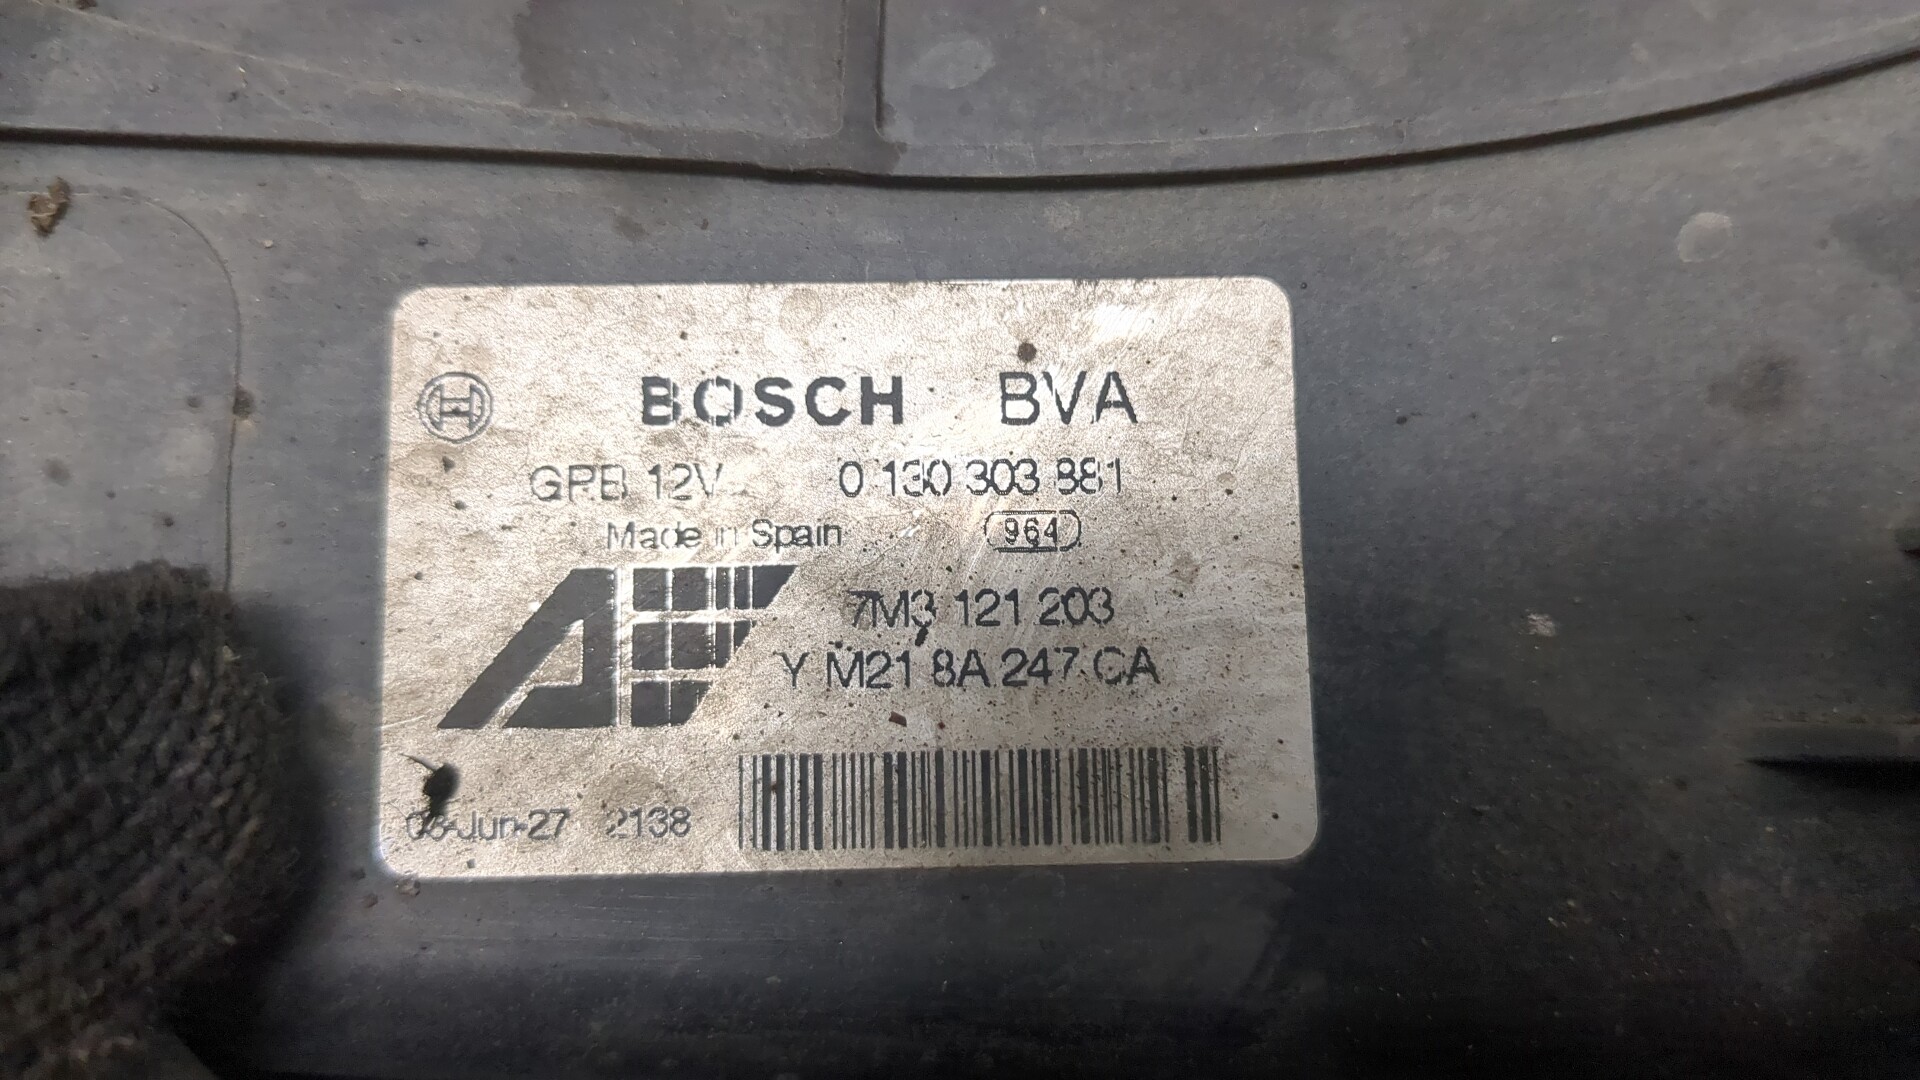 BOSCH BVA
GPB 12V 0 130 303 881
Made in Spain 964
7M3 121 203
YM21 8A 247 CA
-Jun-27 2138